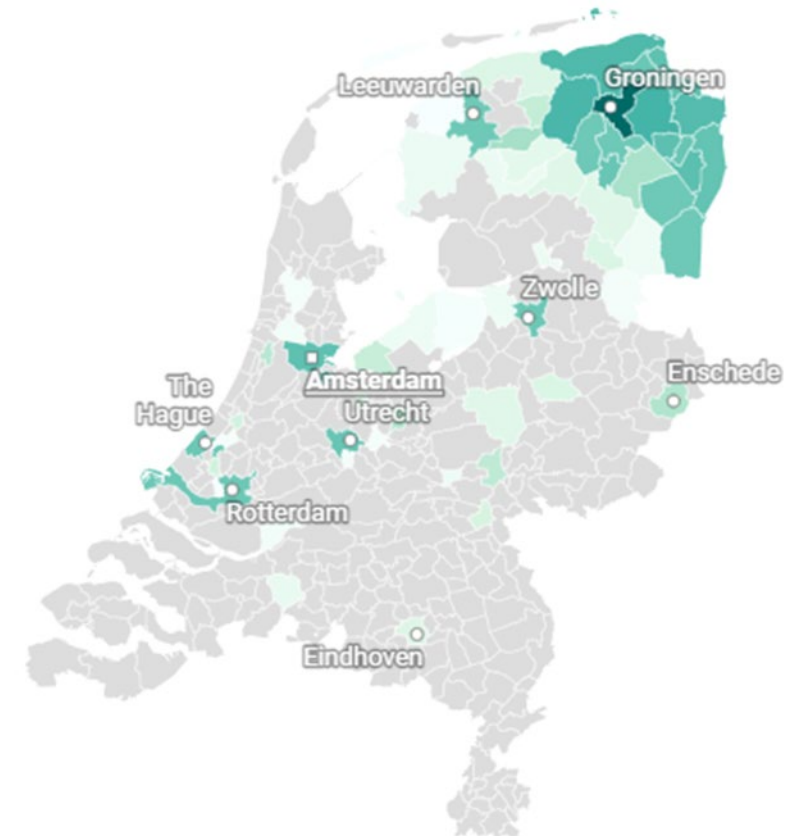 Leeuwarden
Groningen
Zwolle
The
Hague
Amsterdam
Utrecht
Enschede
Rotterdam
Eindhoven